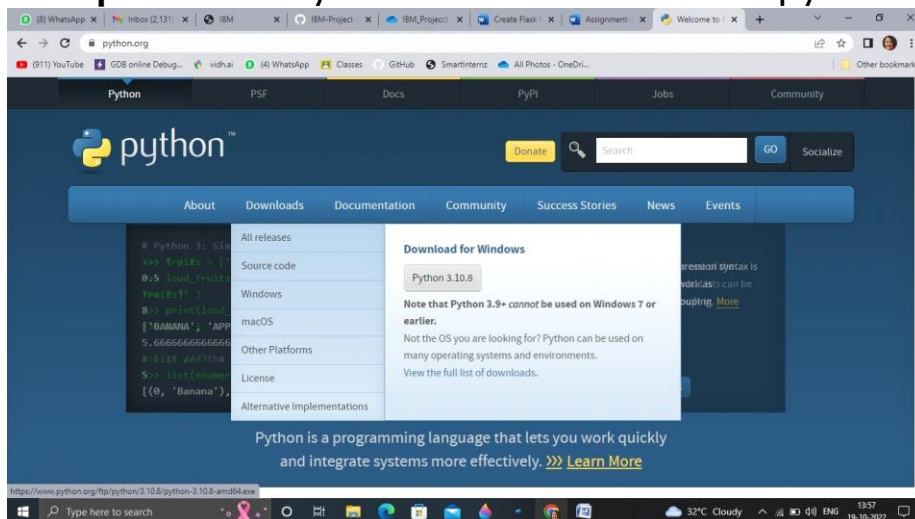 (8) WhatsApp
Inbox (2,131)
IBM
IBM-Project-
IBM_Projecct
Create Flask
Assignment-
Welcome to
python.org
(911) YouTube
GDB online Debug...
vidh.ai
(4) WhatsApp
Classes
GitHub
SmartInternz
All Photos - OneDri...
Other bookmark
Python
PSF
Docs
PyPI
Jobs
Community
python™
Donate
Search
GO
Socialize
About
Downloads
Documentation
Community
Success Stories
News
Events
All releases
Source code
Windows
macOS
Other Platforms
License
Alternative Implementations
Download for Windows
Python 3.10.8
Note that Python 3.9+ cannot be used on Windows 7 or
earlier.
Not the OS you are looking for? Python can be used on
many operating systems and environments.
View the full list of downloads.
# Python 3:
>>> fruits = ['
loud_fruits
>> print(loud_
['BANANA', 'APP
5.6666666666666
>> list(enumer
[(0, 'Banana'),
More
Python is a programming language that lets you work quickly
and integrate systems more effectively. >>> Learn More
https://www.python.org/ftp/python/3.10.8/python-3.10.8-amd64.exe
Type here to search
32°C Cloudy
ENG
13:57
19-10-2022